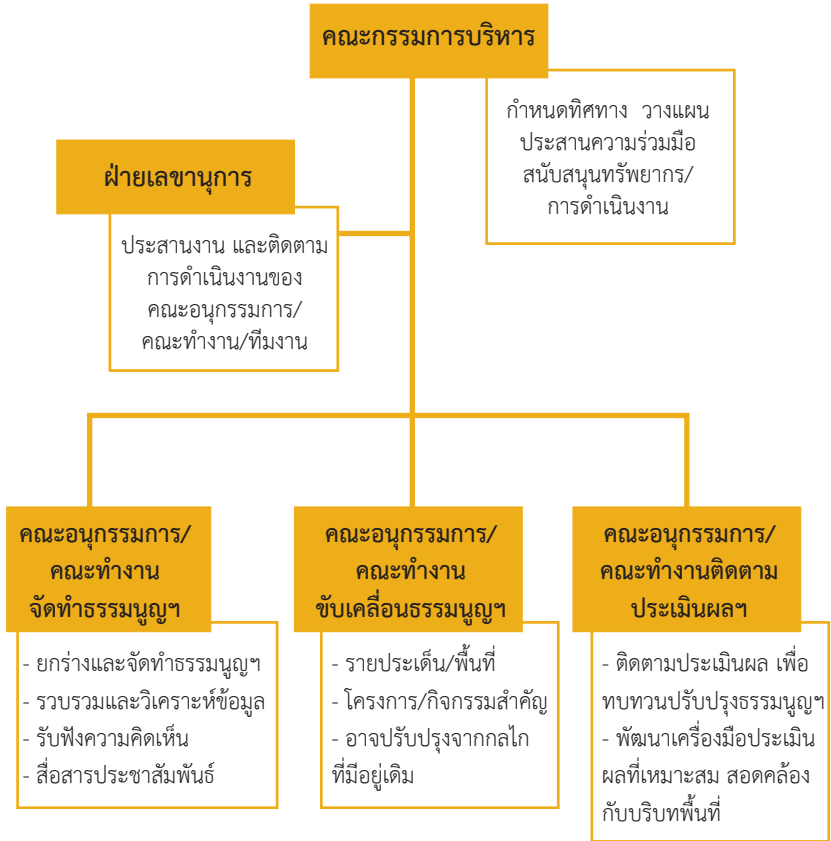 คณะกรรมการบริหาร
กำหนดทิศทาง วางแผน
ประสานความร่วมมือ
สนับสนุนทรัพยากร/
การดำเนินงาน
ฝ่ายเลขานุการ
ประสานงาน และติดตาม
การดำเนินงานของ
คณะอนุกรรมการ/
คณะทำงาน/ทีมงาน
คณะอนุกรรมการ/
คณะทำงาน
จัดทำธรรมนูญฯ
- ยกร่างและจัดทำธรรมนูญฯ
- รวบรวมและวิเคราะห์ข้อมูล
- รับฟังความคิดเห็น
- สื่อสารประชาสัมพันธ์
คณะอนุกรรมการ/
คณะทำงาน
ขับเคลื่อนธรรมนูญฯ
- รายประเด็น/พื้นที่
- โครงการ/กิจกรรมสำคัญ
- อาจปรับปรุงจากกลไก
ที่มีอยู่เดิม
คณะอนุกรรมการ/
คณะทำงานติดตาม
ประเมินผลฯ
- ติดตามประเมินผล เพื่อ
ทบทวนปรับปรุงธรรมนูญฯ
- พัฒนาเครื่องมือประเมิน
ผลที่เหมาะสม สอดคล้อง
กับบริบทพื้นที่